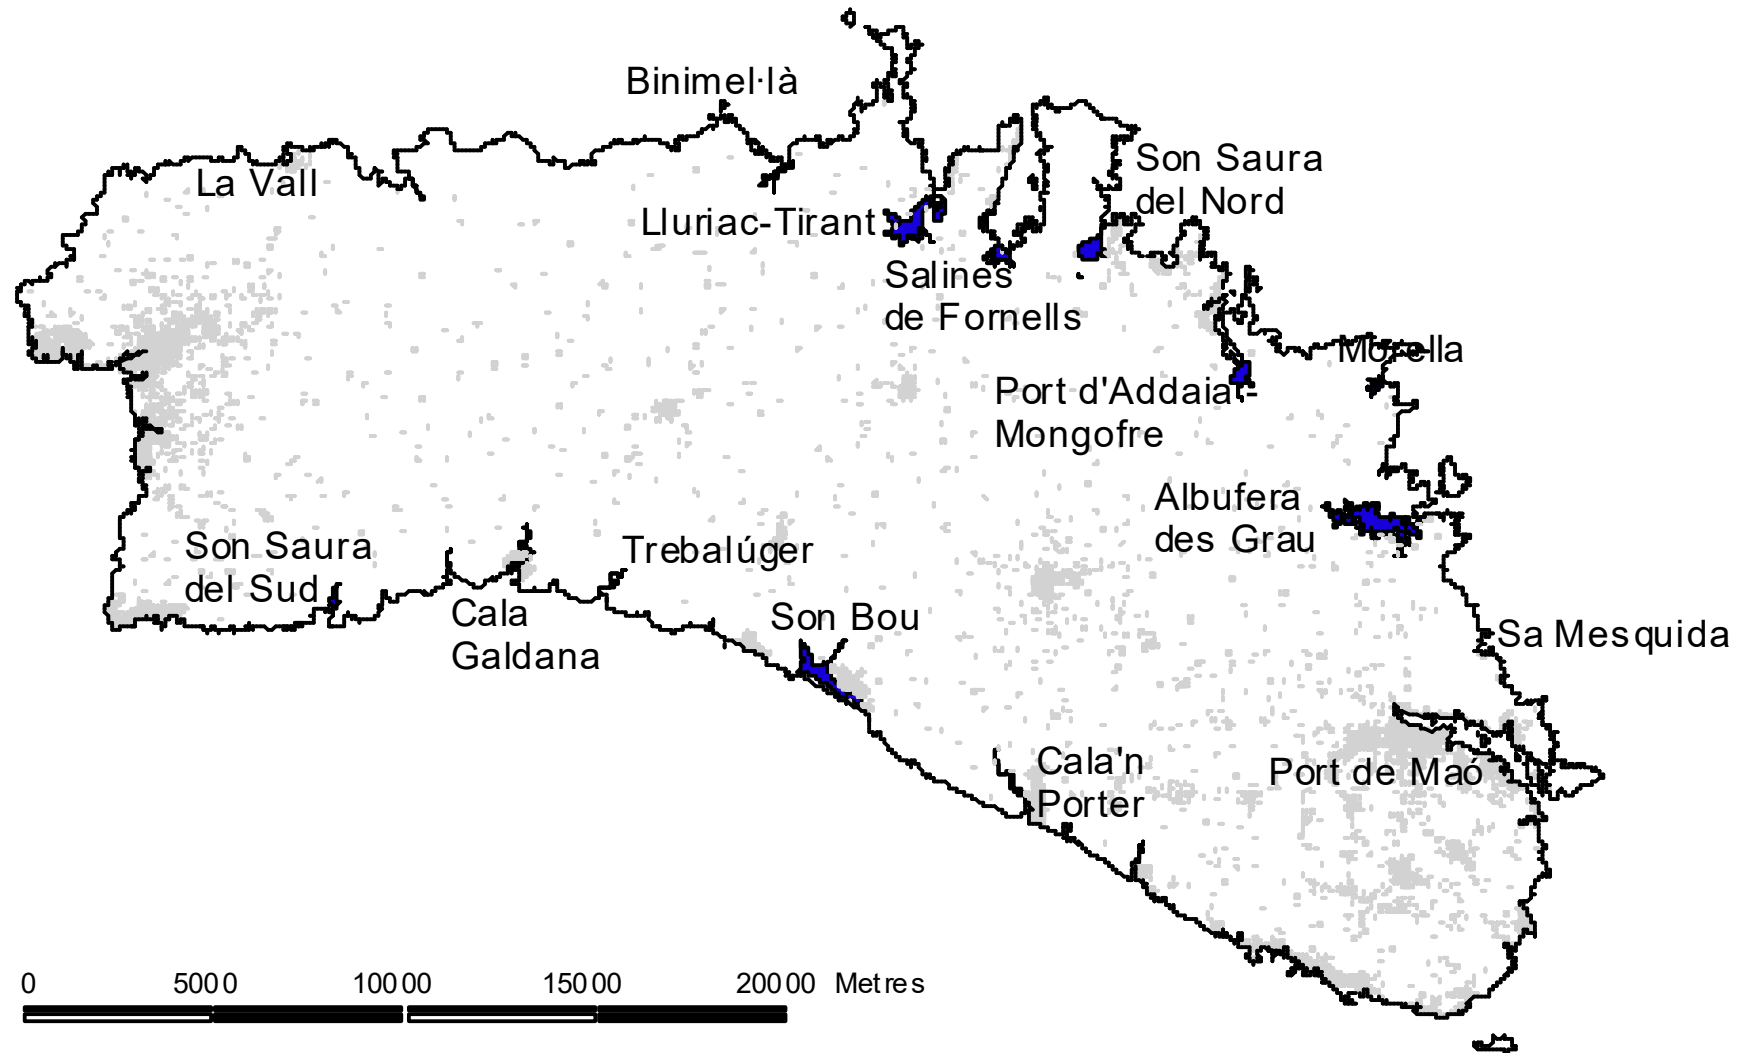 Binimel·là
Son Saura
del Nord
La Vall
Lluriac-Tirant
Salines
de Fornells
Morella
Port d'Addaia -
Mongofre
Albufera
des Grau
Son Saura
del Sud
Trebalúger
Cala
Galdana
Son Bou
Sa Mesquida
Cala'n
Porter
Port de Maó
0 5000 10000 15000 20000 Metres